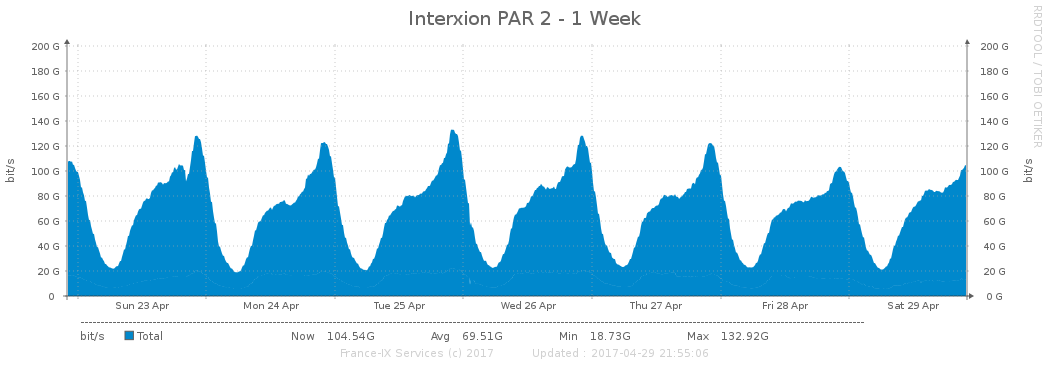 Interxion PAR 2 - 1 Week
RRDTOOL / TOBI OETIKER
200 G 200 G
180 G 180 G
160 G 160 G
140 G 140 G
120 G 120 G
100 G 100 G
80 G 80 G
60 G 60 G
40 G 40 G
20 G 20 G
0 0 G
bit/s
bit/s
Sun 23 Apr Mon 24 Apr Tue 25 Apr Wed 26 Apr Thu 27 Apr Fri 28 Apr Sat 29 Apr
bit/s Total Now 104.54G Avg 69.51G Min 18.73G Max 132.92G
France-IX Services (c) 2017 Updated : 2017-04-29 21:55:06